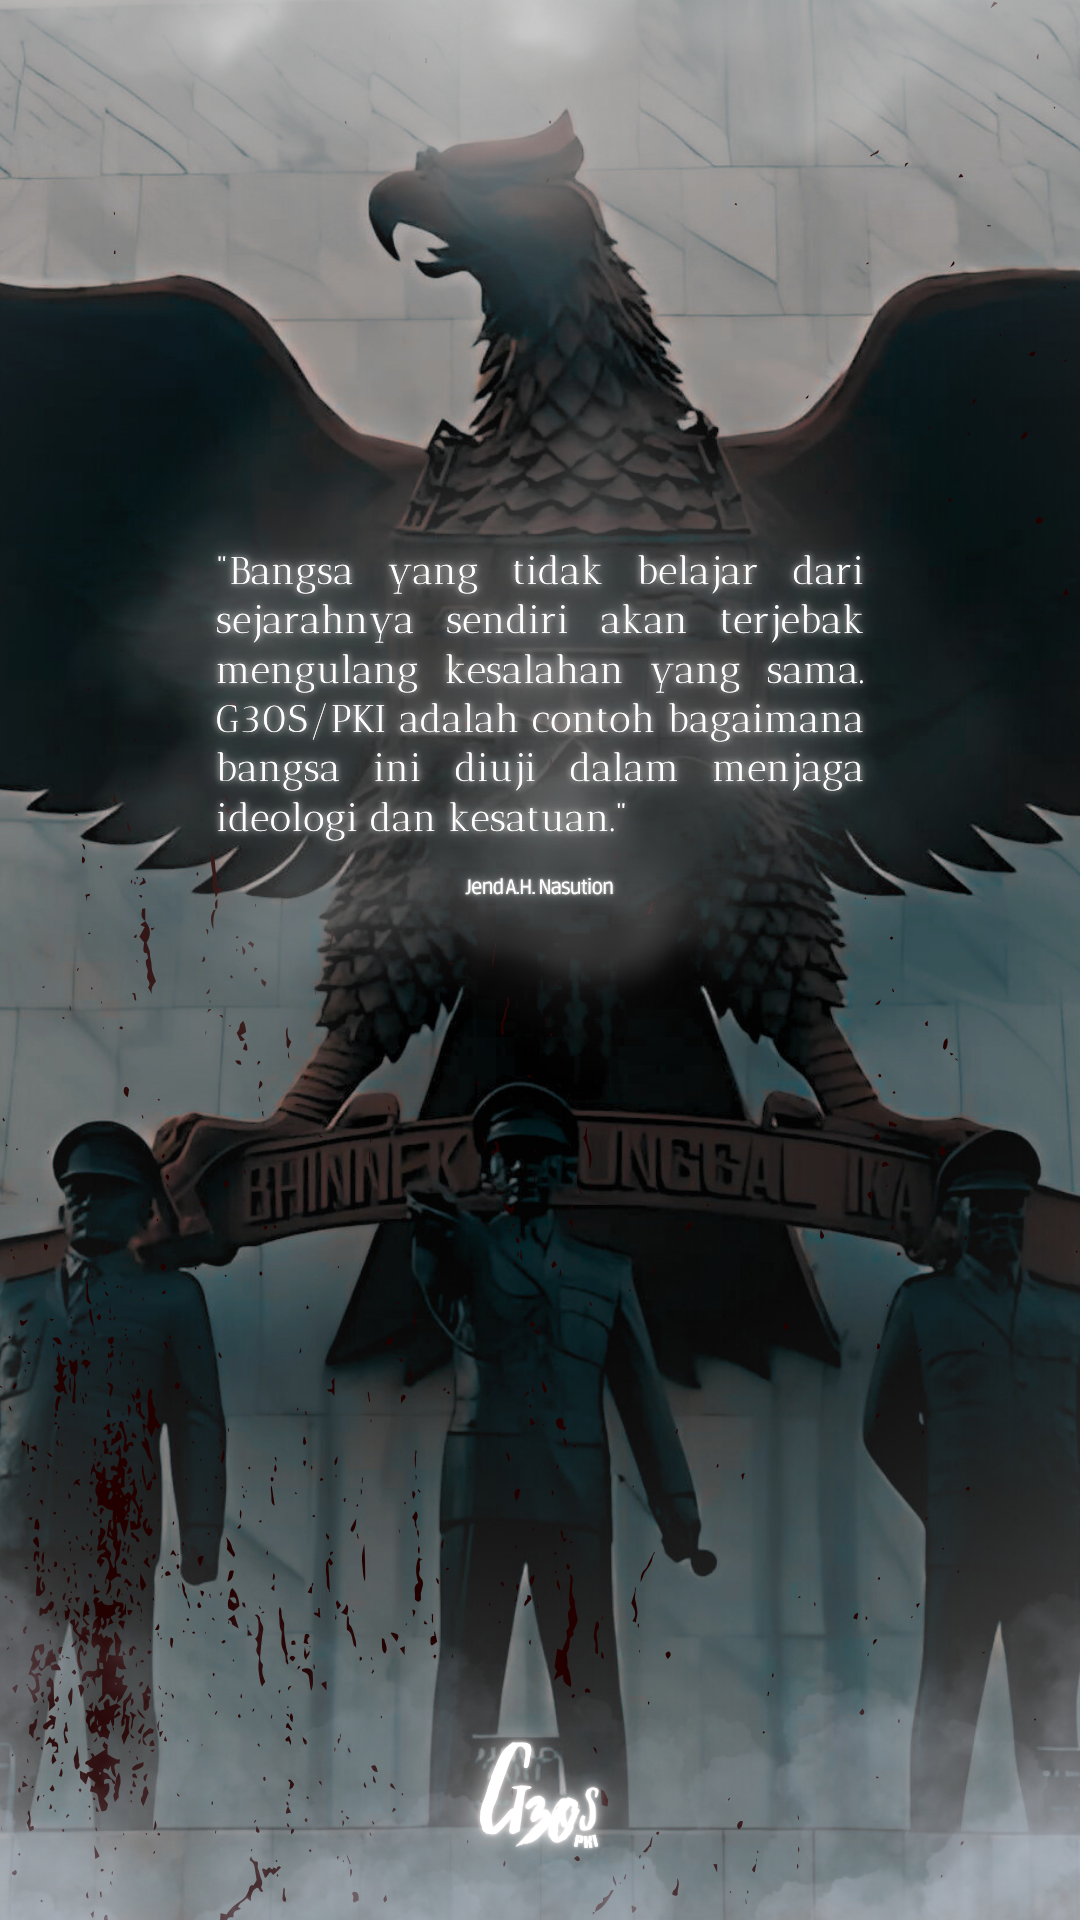 "Bangsa yang tidak belajar dari
sejarahnya sendiri akan terjebak
mengulang kesalahan yang sama.
G30S/PKI adalah contoh bagaimana
bangsa ini diuji dalam menjaga
ideologi dan kesatuan."
Jend A.H. Nasution
BHINNEK UNGGAL IKA
G30S
PKI